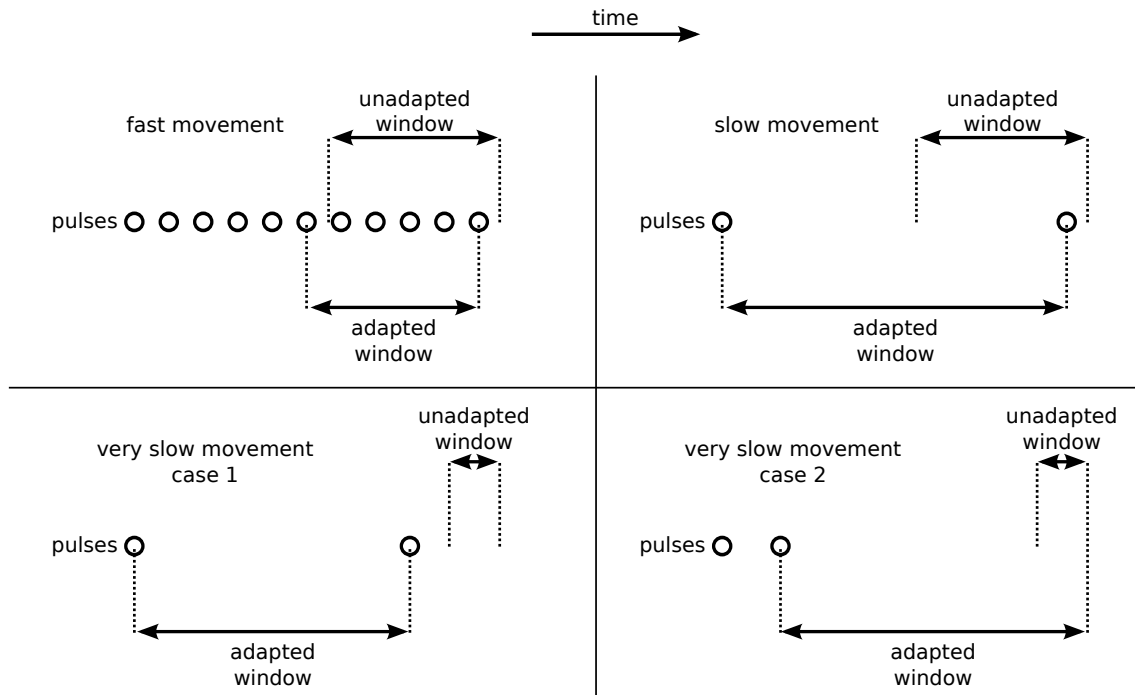 time
fast movement
unadapted
window
pulses
adapted
window
slow movement
unadapted
window
pulses
adapted
window
very slow movement
case 1
unadapted
window
pulses
adapted
window
very slow movement
case 2
unadapted
window
pulses
adapted
window